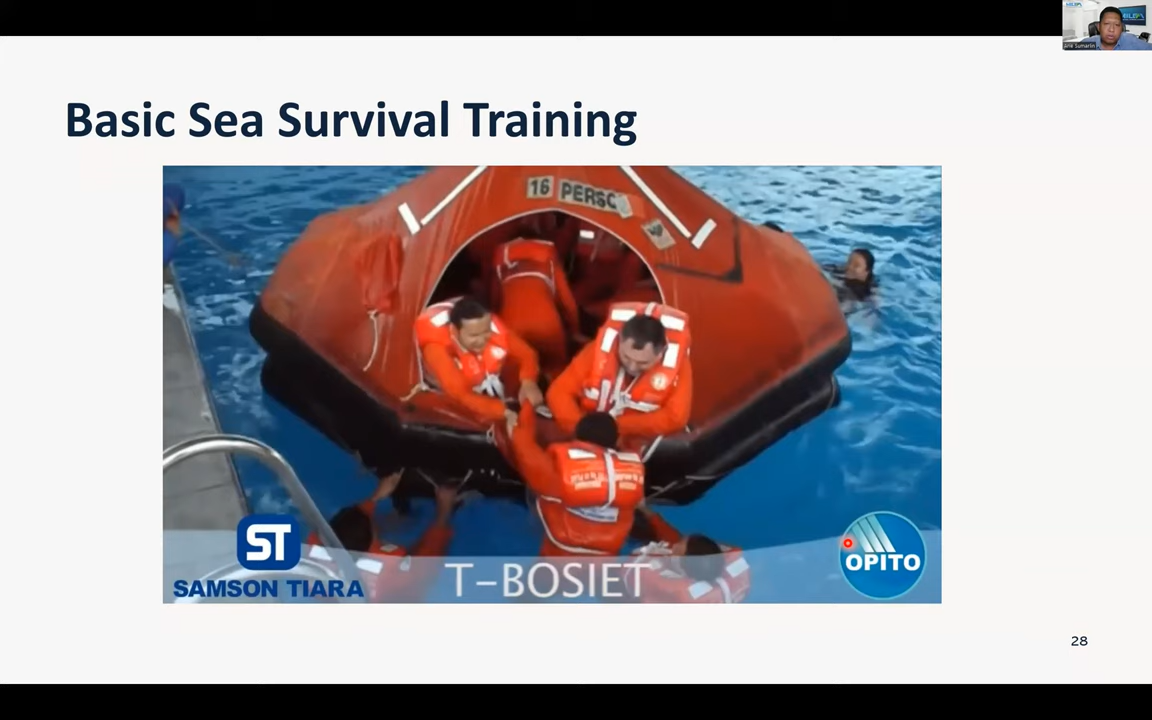 Basic Sea Survival Training
16 PERSO
ST
SAMSON TIARA
T-BOSIET
OPITO
28